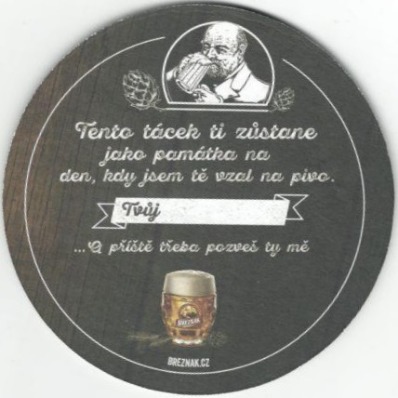 Tento tácek ti zůstane
jako památka na
den, kdy jsem tě vzal na pivo.
Tvůj
...A příště třeba pozveš ty mě
BŘEZŇÁK
BREZNAK.CZ